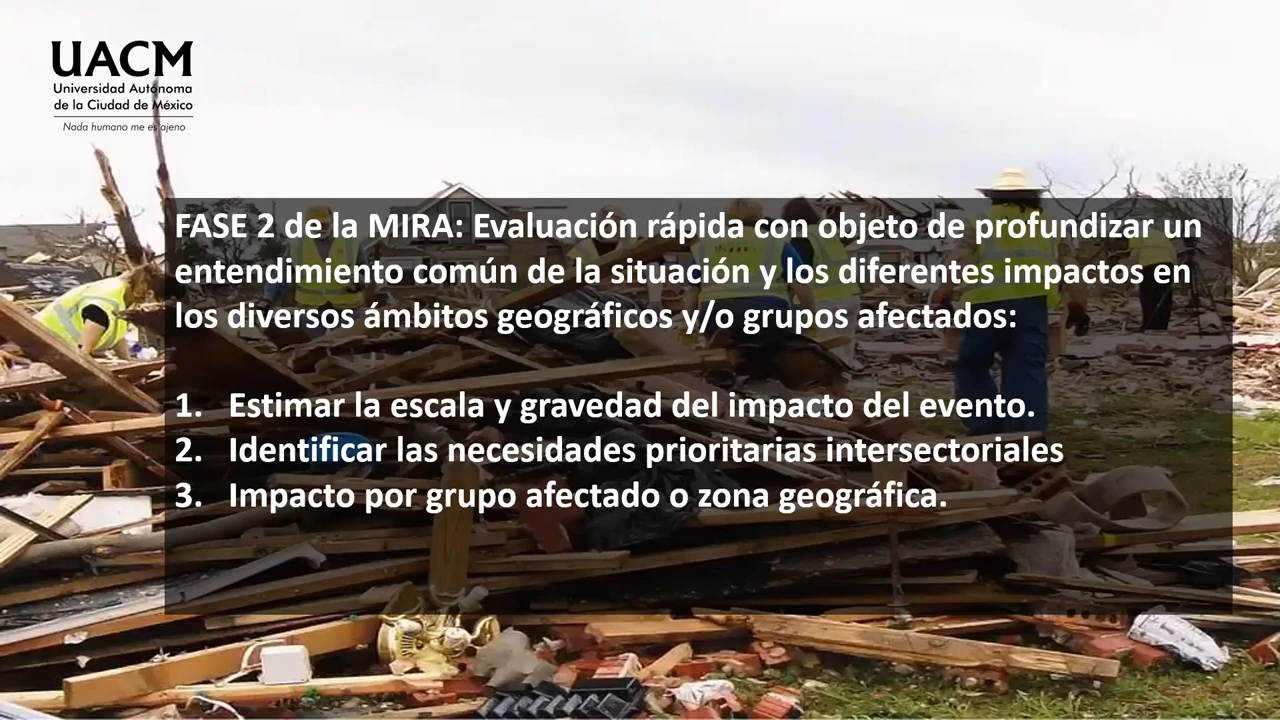 UACM
Universidad Autónoma
de la Ciudad de México
Nada humano me es ajeno
FASE 2 de la MIRA: Evaluación rápida con objeto de profundizar un
entendimiento común de la situación y los diferentes impactos en
los diversos ámbitos geográficos y/o grupos afectados:
1. Estimar la escala y gravedad del impacto del evento.
2. Identificar las necesidades prioritarias intersectoriales
3. Impacto por grupo afectado o zona geográfica.